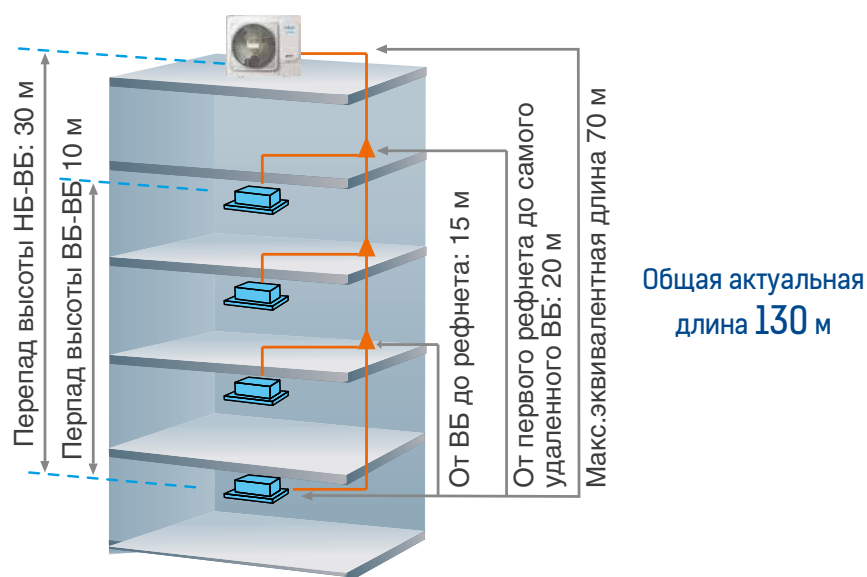 Перепад высоты НБ-ВБ: 30 м
Перпад высоты ВБ-ВБ 10 м
От ВБ до рефнета: 15 м
От первого рефнета до самого
удаленного ВБ: 20 м
Макс.эквивалентная длина 70 м
Общая актуальная
длина 130 м